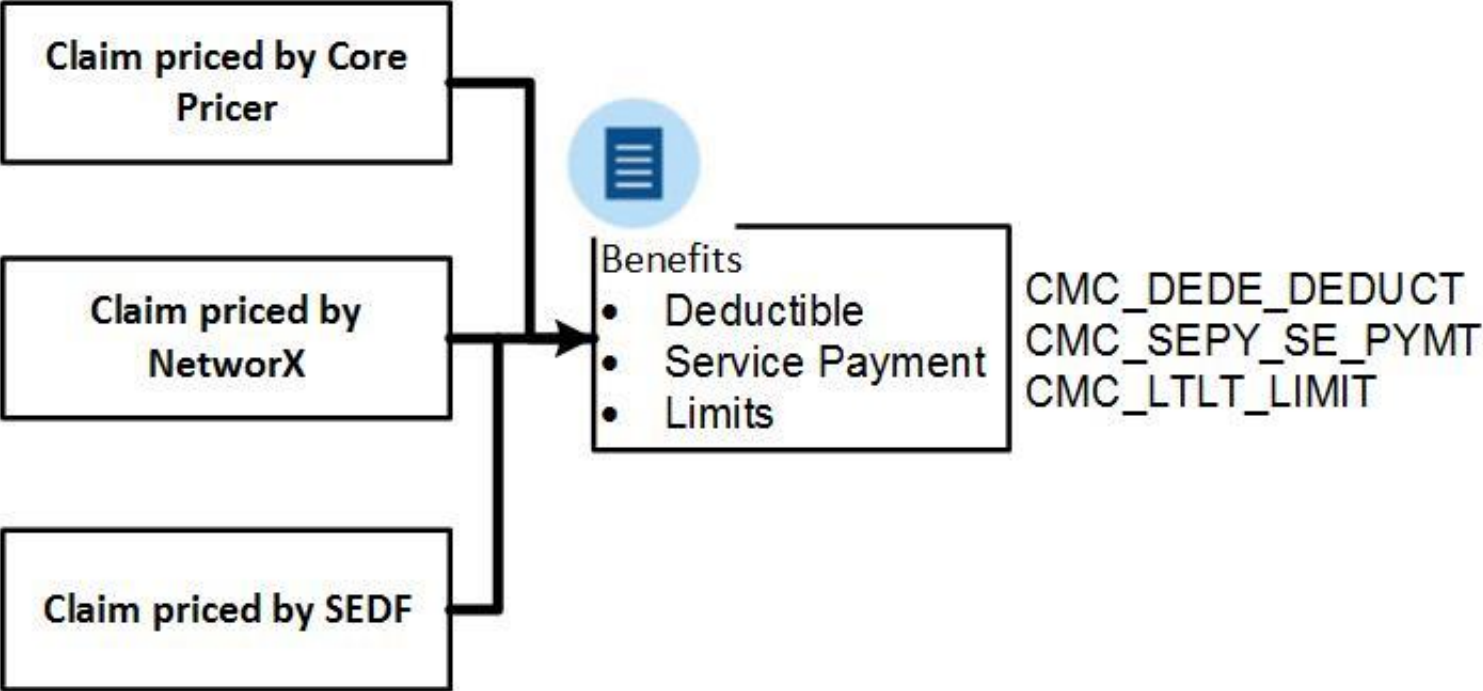 Claim priced by Core
Pricer
Claim priced by
NetworX
Claim priced by SEDF
Benefits
• Deductible
• Service Payment
• Limits
CMC_DEDE_DEDUCT
CMC_SEPY_SE_PYMT
CMC_LTLT_LIMIT